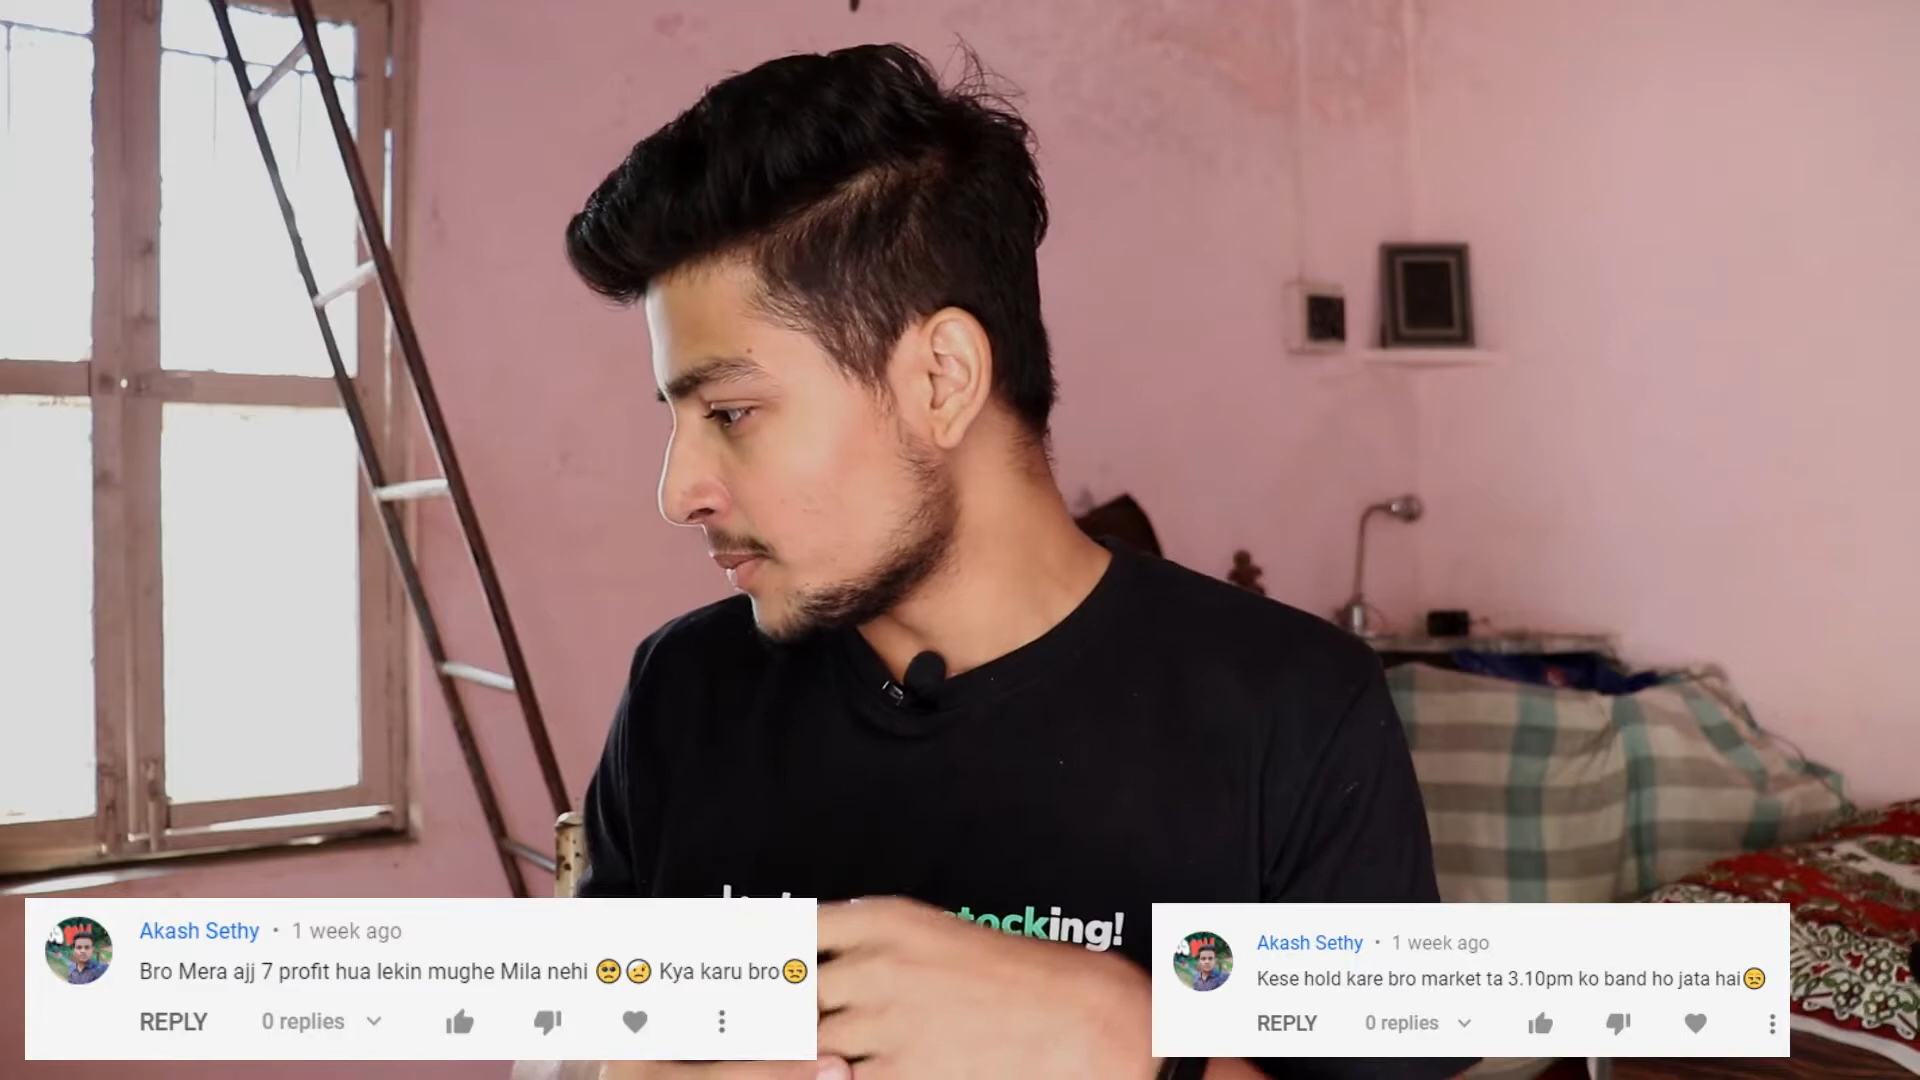 stocking!
Akash Sethy • 1 week ago
Bro Mera ajj 7 profit hua lekin mughe Mila nehi 🥺🤕 Kya karu bro😒
REPLY 0 replies
Akash Sethy • 1 week ago
Kese hold kare bro market ta 3.10pm ko band ho jata hai😒
REPLY 0 replies